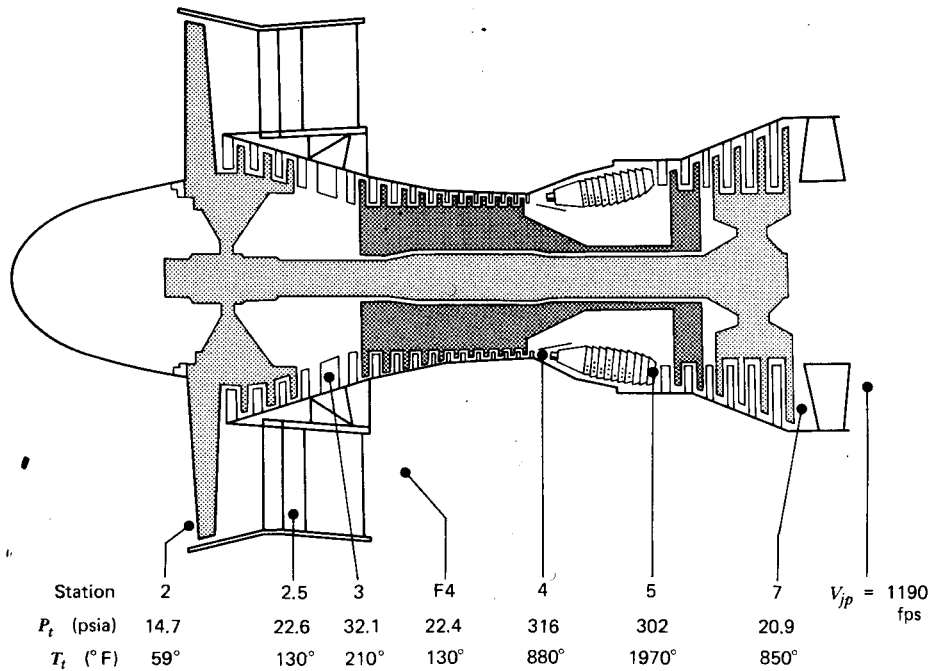 Station 2 2.5 3 F4 4 5 7 V_jp = 1190
fps
P_t (psia) 14.7 22.6 32.1 22.4 316 302 20.9
T_t (°F) 59° 130° 210° 130° 880° 1970° 850°